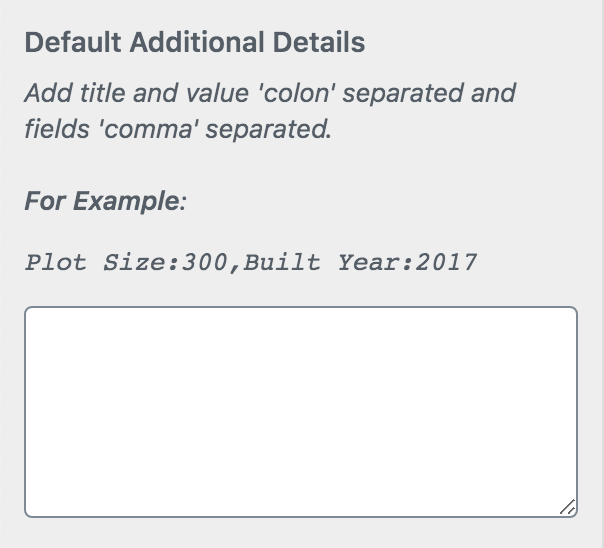 Default Additional Details
Add title and value 'colon' separated and
fields 'comma' separated.
For Example:
Plot Size:300,Built Year:2017